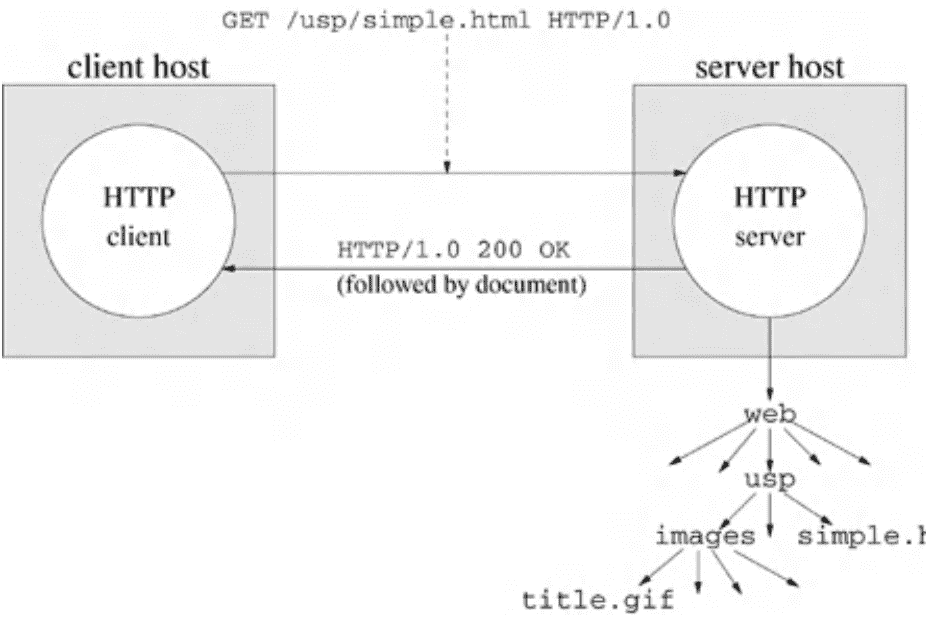 GET /usp/simple.html HTTP/1.0
client host
server host
HTTP
client
HTTP
server
HTTP/1.0 200 OK
(followed by document)
web
usp
images
simple.h
title.gif